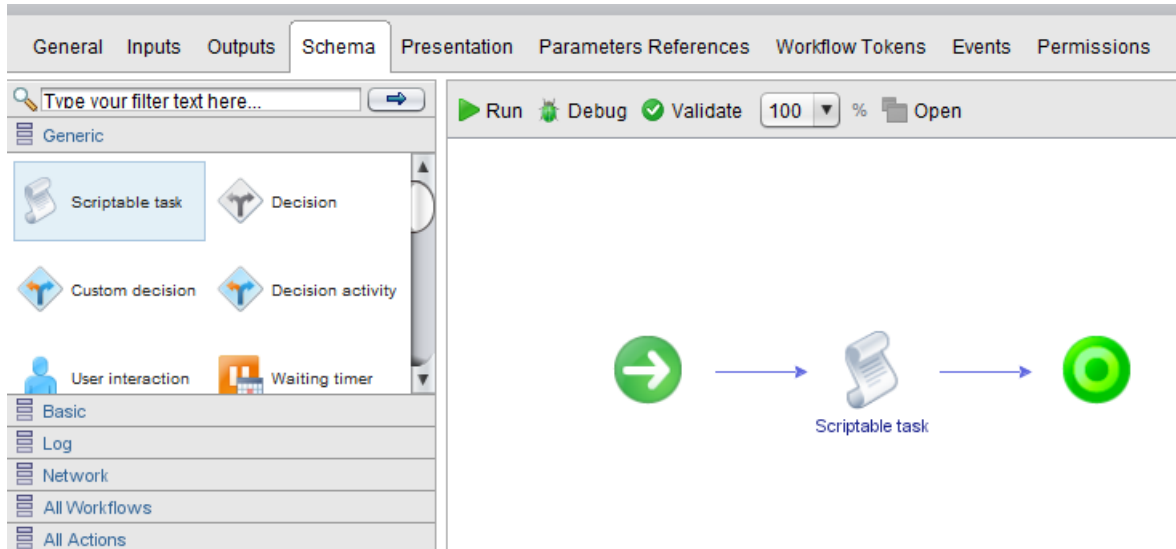 General Inputs Outputs Schema Presentation Parameters References Workflow Tokens Events Permissions
Type your filter text here...
Run Debug Validate 100 % Open
Generic
Scriptable task Decision
Custom decision Decision activity
User interaction Waiting timer
Scriptable task
Basic
Log
Network
All Workflows
All Actions